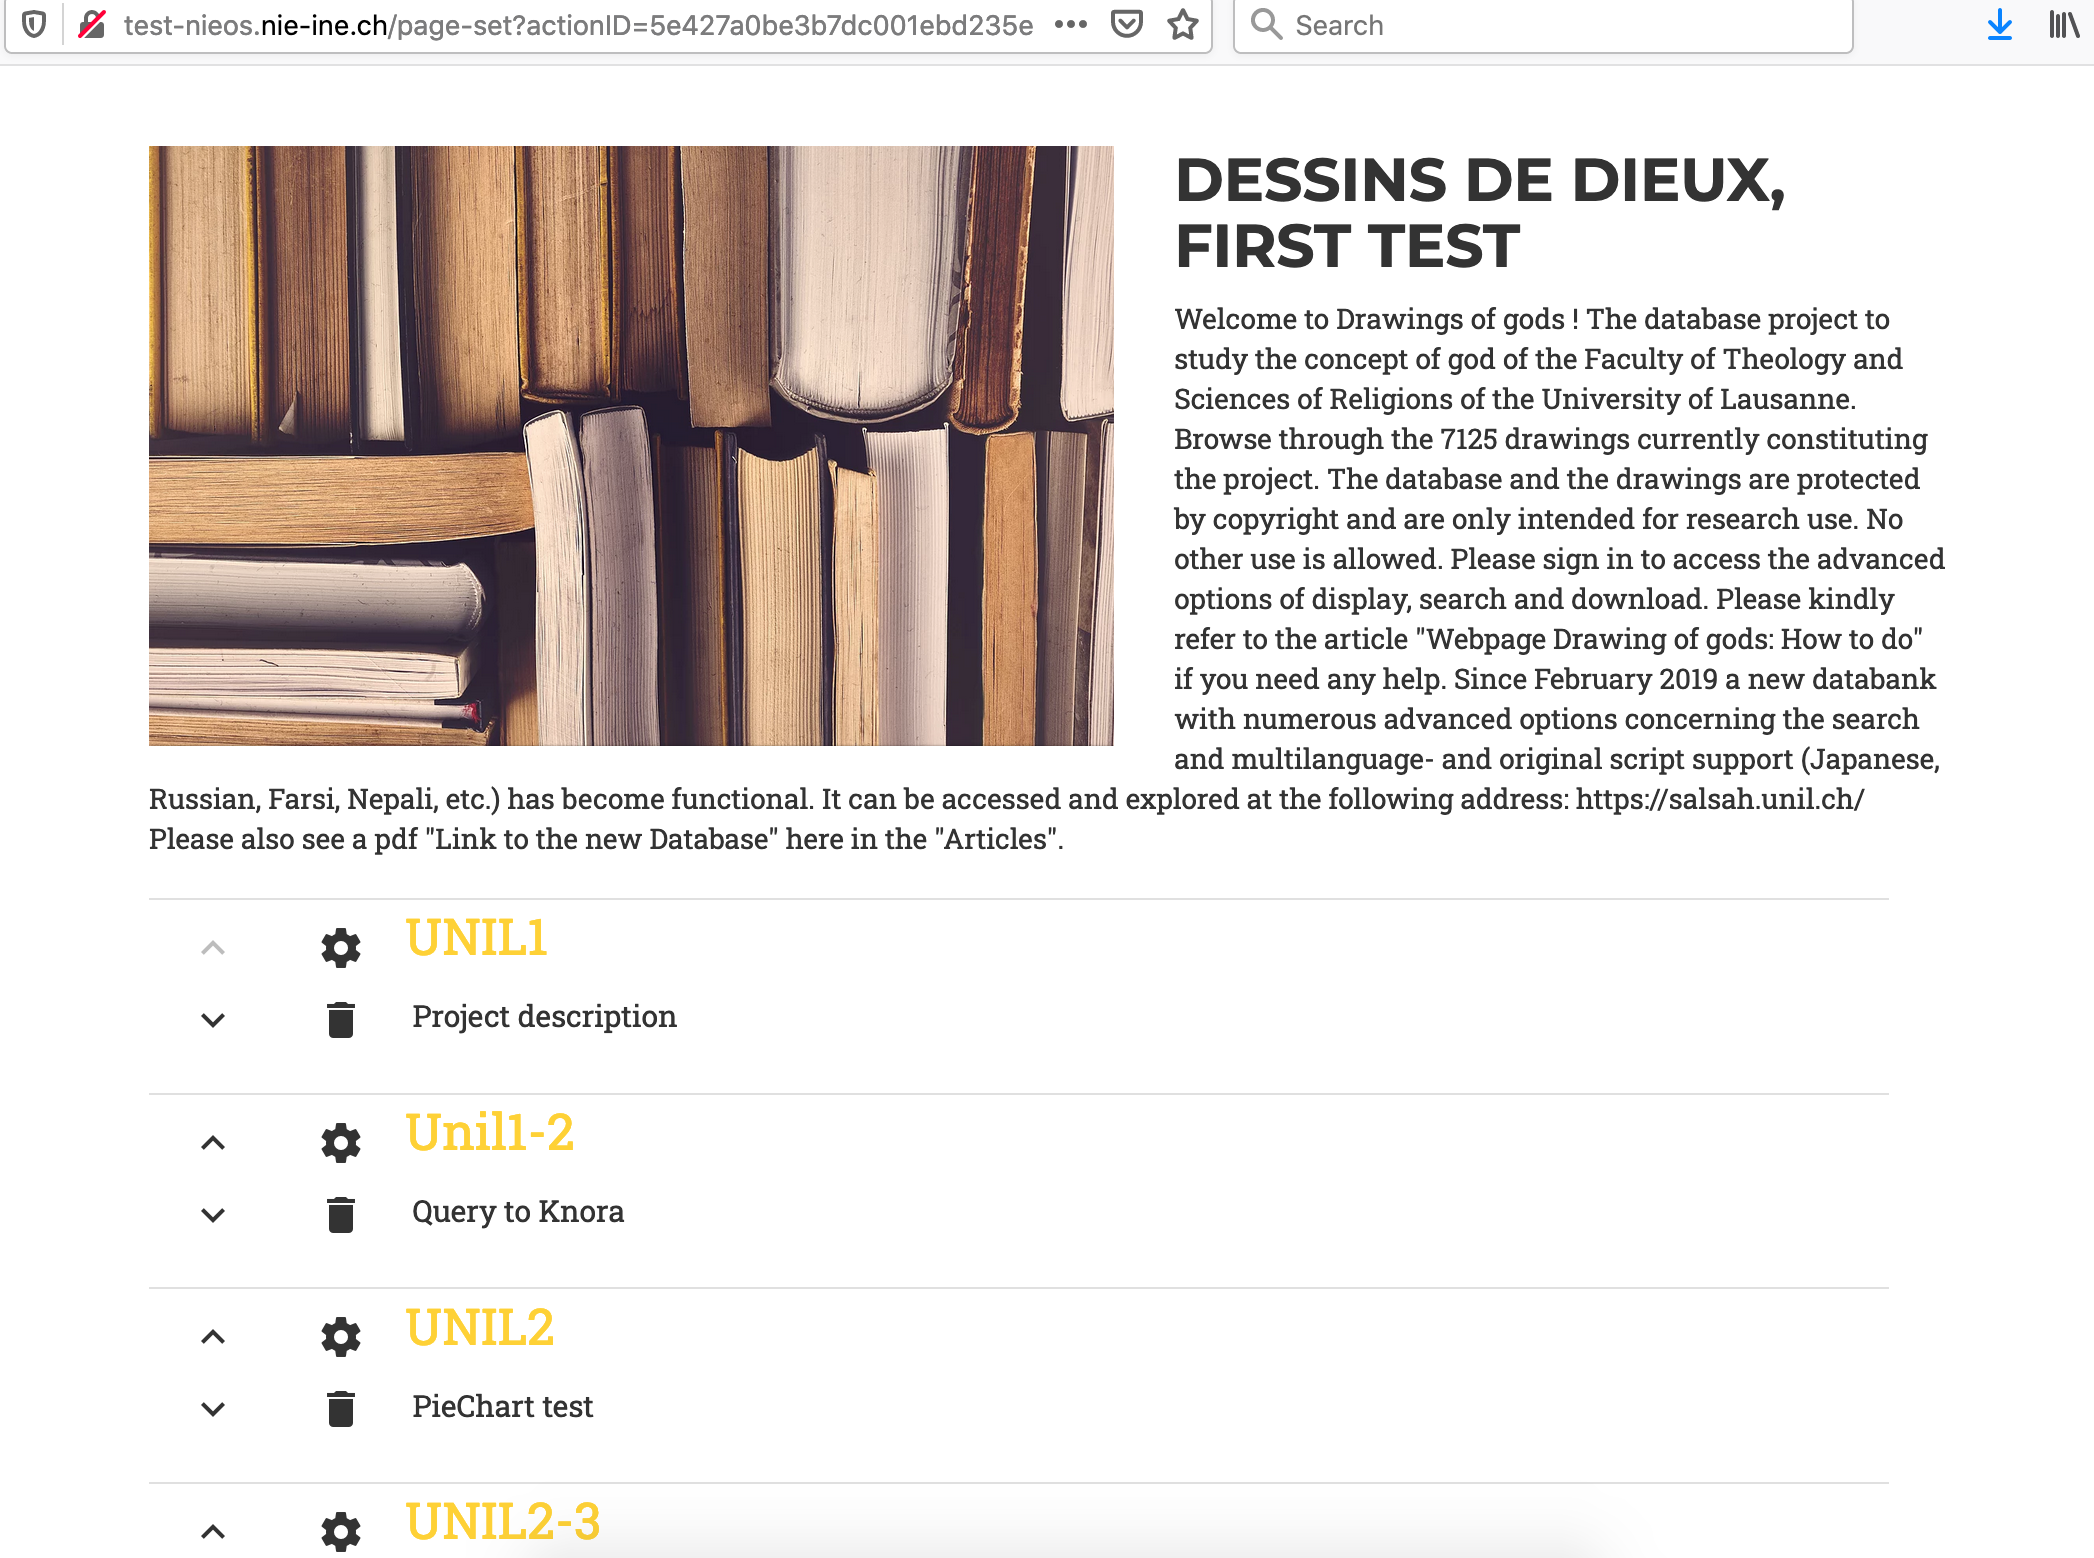 test-nieos.nie-ine.ch/page-set?actionID=5e427a0be3b7dc001ebd235e
Search
DESSINS DE DIEUX,
FIRST TEST
Welcome to Drawings of gods ! The database project to
study the concept of god of the Faculty of Theology and
Sciences of Religions of the University of Lausanne.
Browse through the 7125 drawings currently constituting
the project. The database and the drawings are protected
by copyright and are only intended for research use. No
other use is allowed. Please sign in to access the advanced
options of display, search and download. Please kindly
refer to the article "Webpage Drawing of gods: How to do"
if you need any help. Since February 2019 a new databank
with numerous advanced options concerning the search
and multilanguage- and original script support (Japanese,
Russian, Farsi, Nepali, etc.) has become functional. It can be accessed and explored at the following address: https://salsah.unil.ch/
Please also see a pdf "Link to the new Database" here in the "Articles".
UNIL1
Project description
Unil1-2
Query to Knora
UNIL2
PieChart test
UNIL2-3